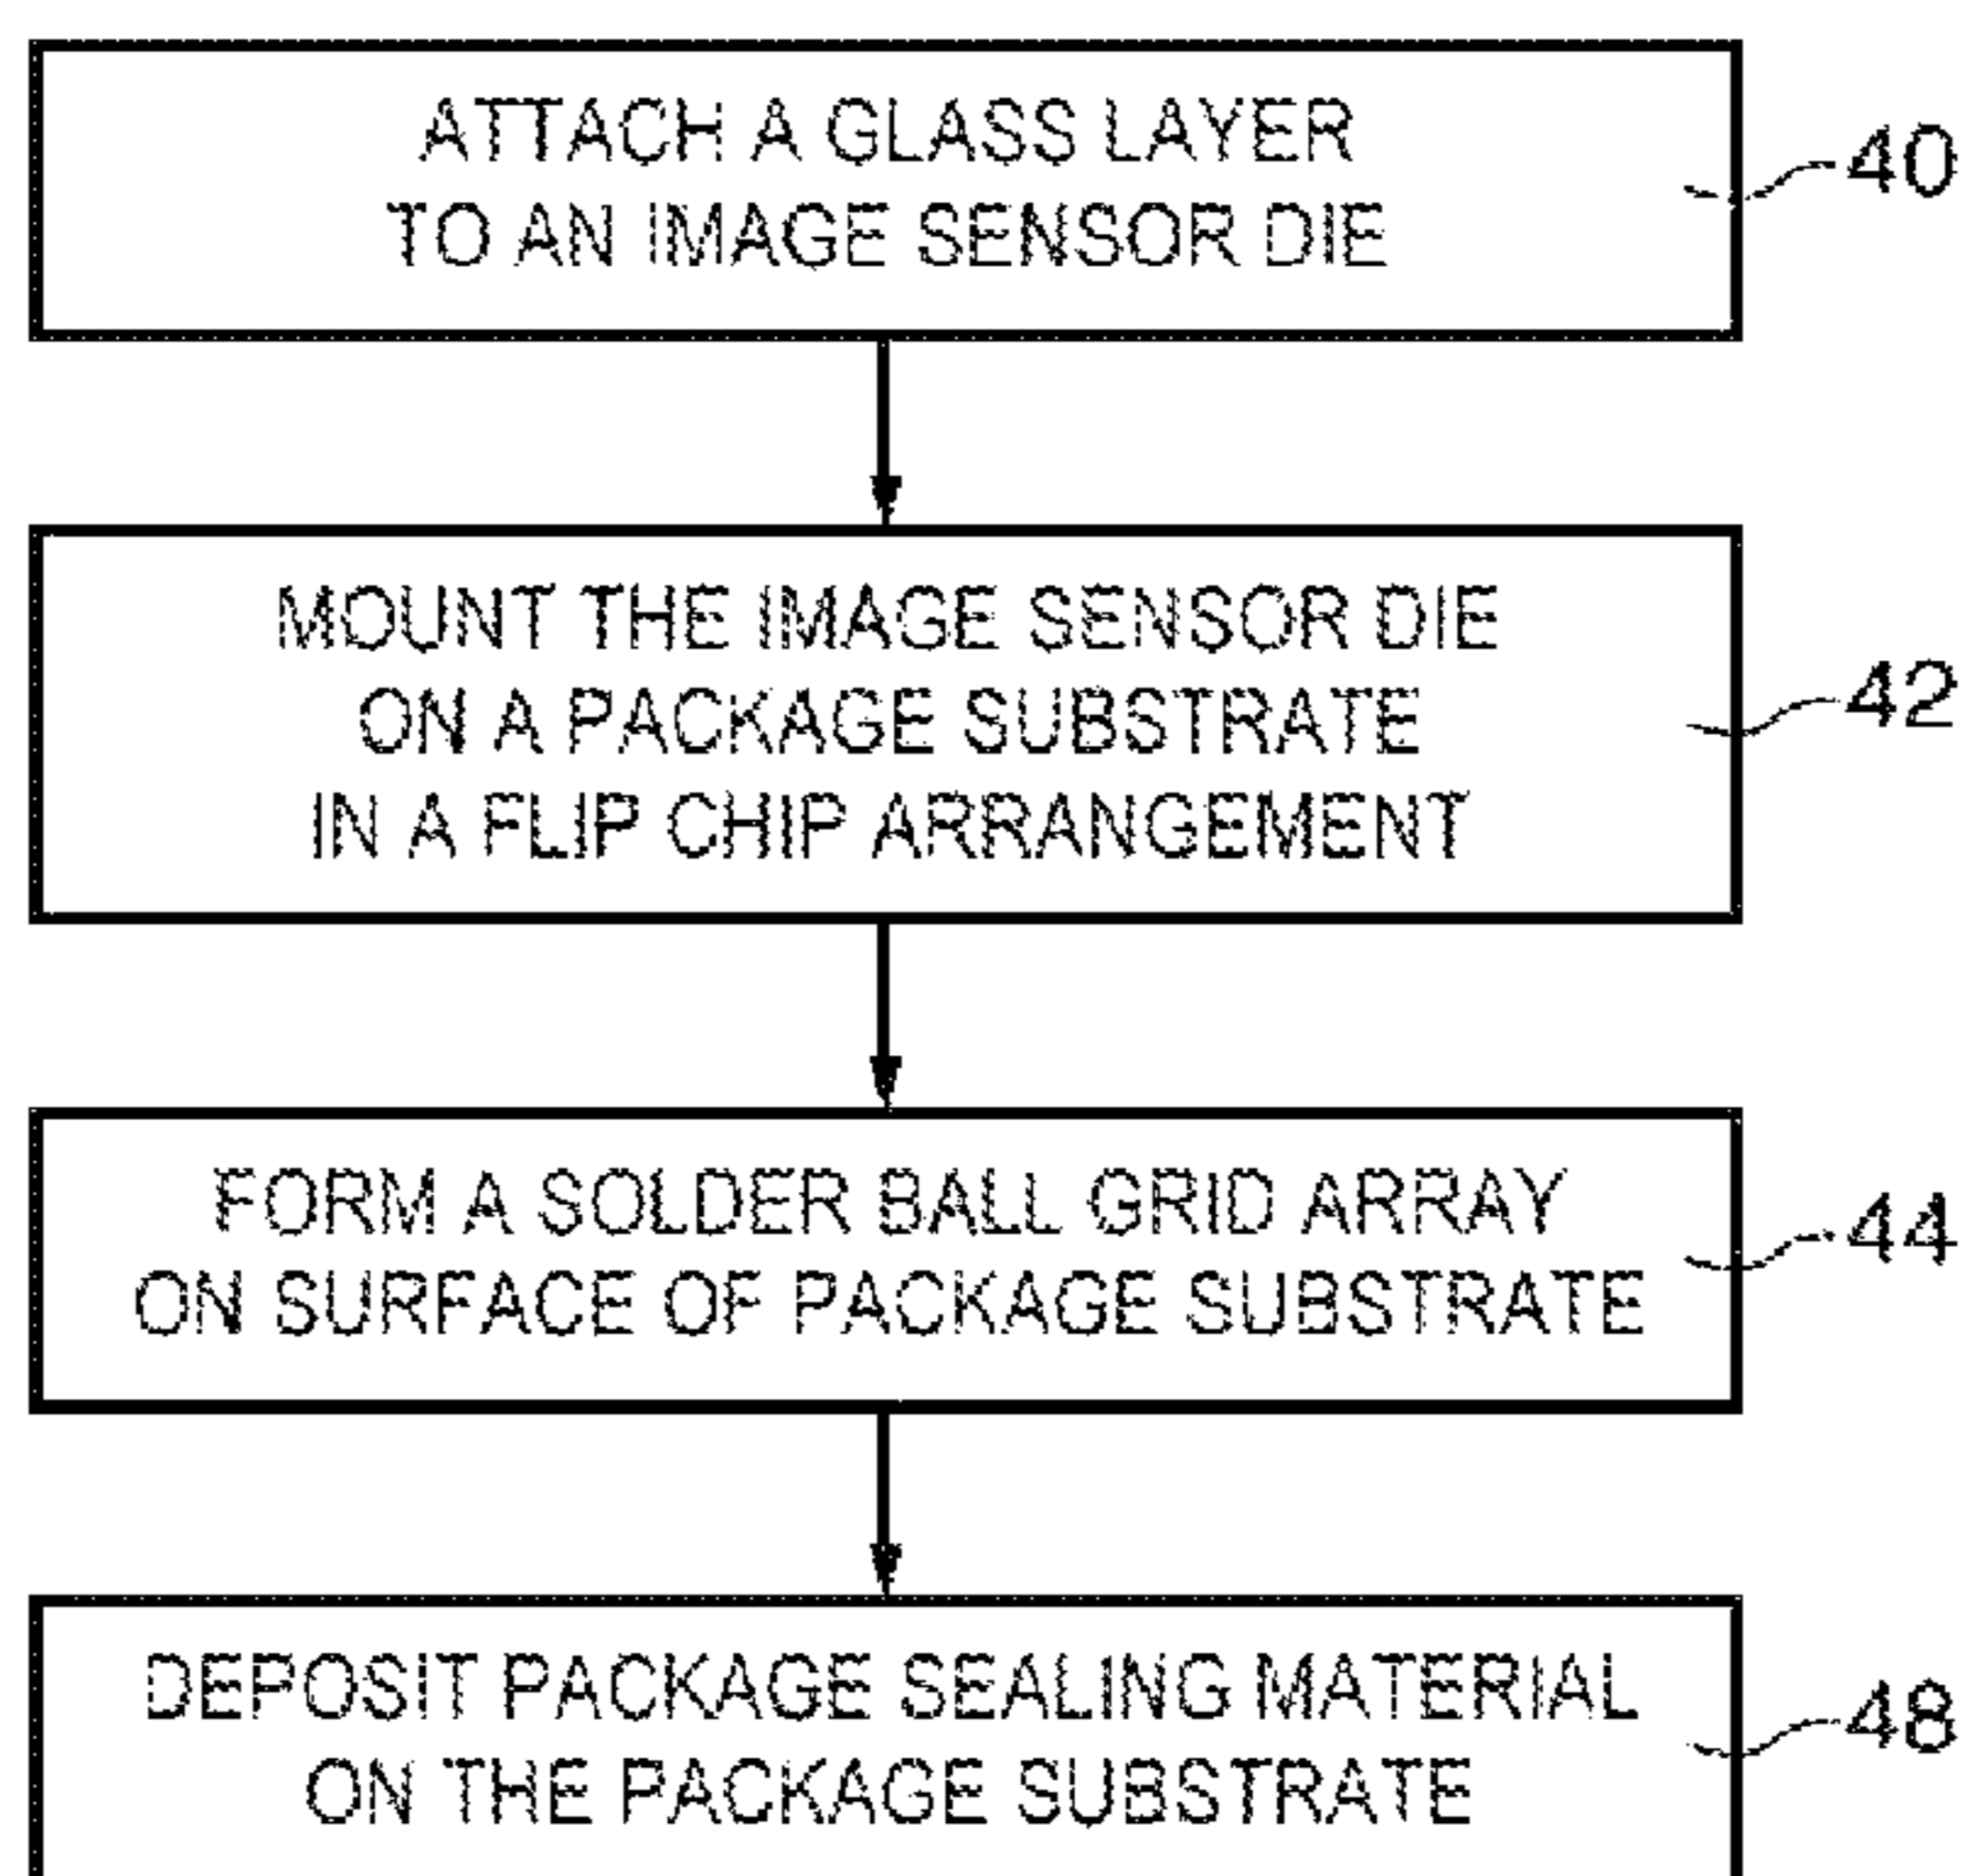 ATTACH A GLASS LAYER
TO AN IMAGE SENSOR DIE
40
MOUNT THE IMAGE SENSOR DIE
ON A PACKAGE SUBSTRATE
IN A FLIP CHIP ARRANGEMENT
42
FORM A SOLDER BALL GRID ARRAY
ON SURFACE OF PACKAGE SUBSTRATE
44
DEPOSIT PACKAGE SEALING MATERIAL
ON THE PACKAGE SUBSTRATE
48